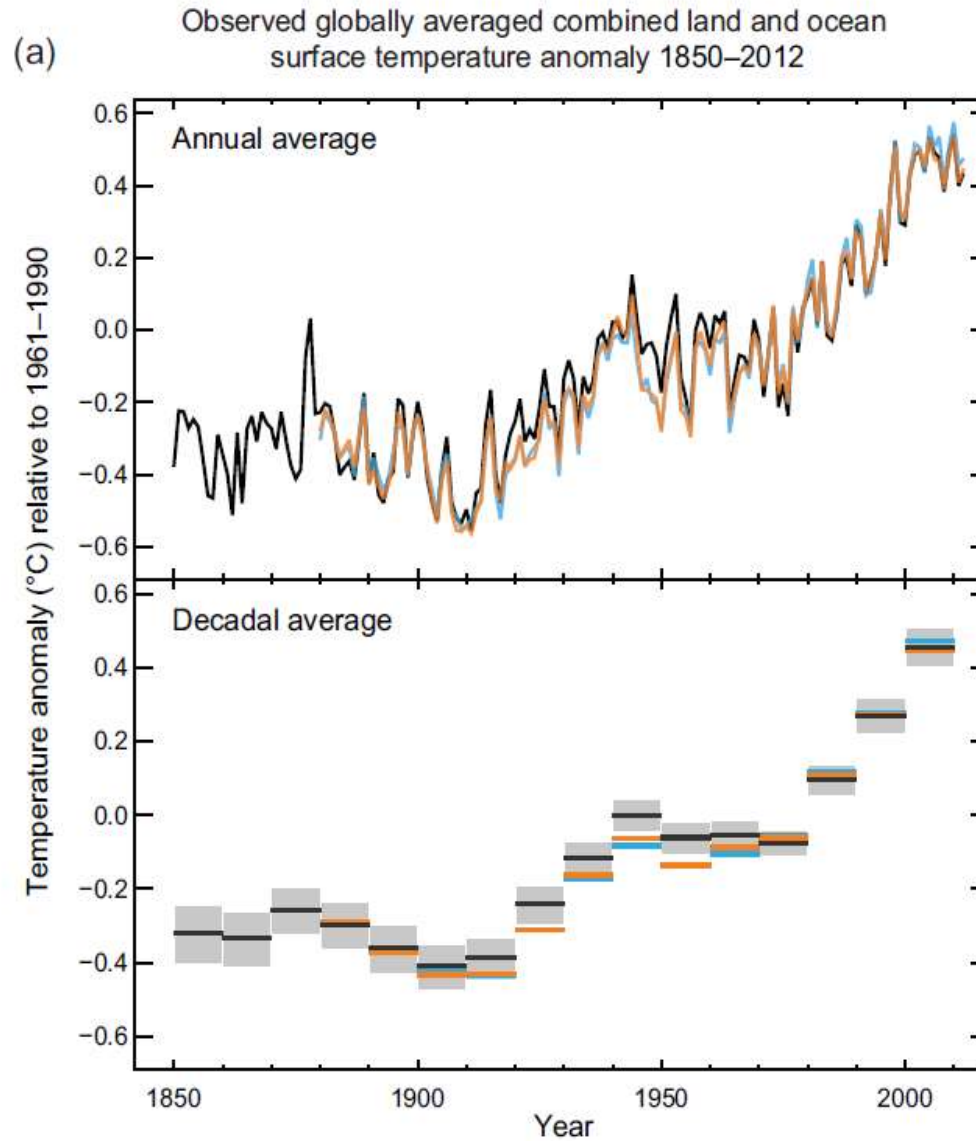 (a)
Observed globally averaged combined land and ocean
surface temperature anomaly 1850–2012
Temperature anomaly (°C) relative to 1961–1990
Annual average
0.6
0.4
0.2
0.0
−0.2
−0.4
−0.6
Decadal average
0.6
0.4
0.2
0.0
−0.2
−0.4
−0.6
1850
1900
1950
2000
Year